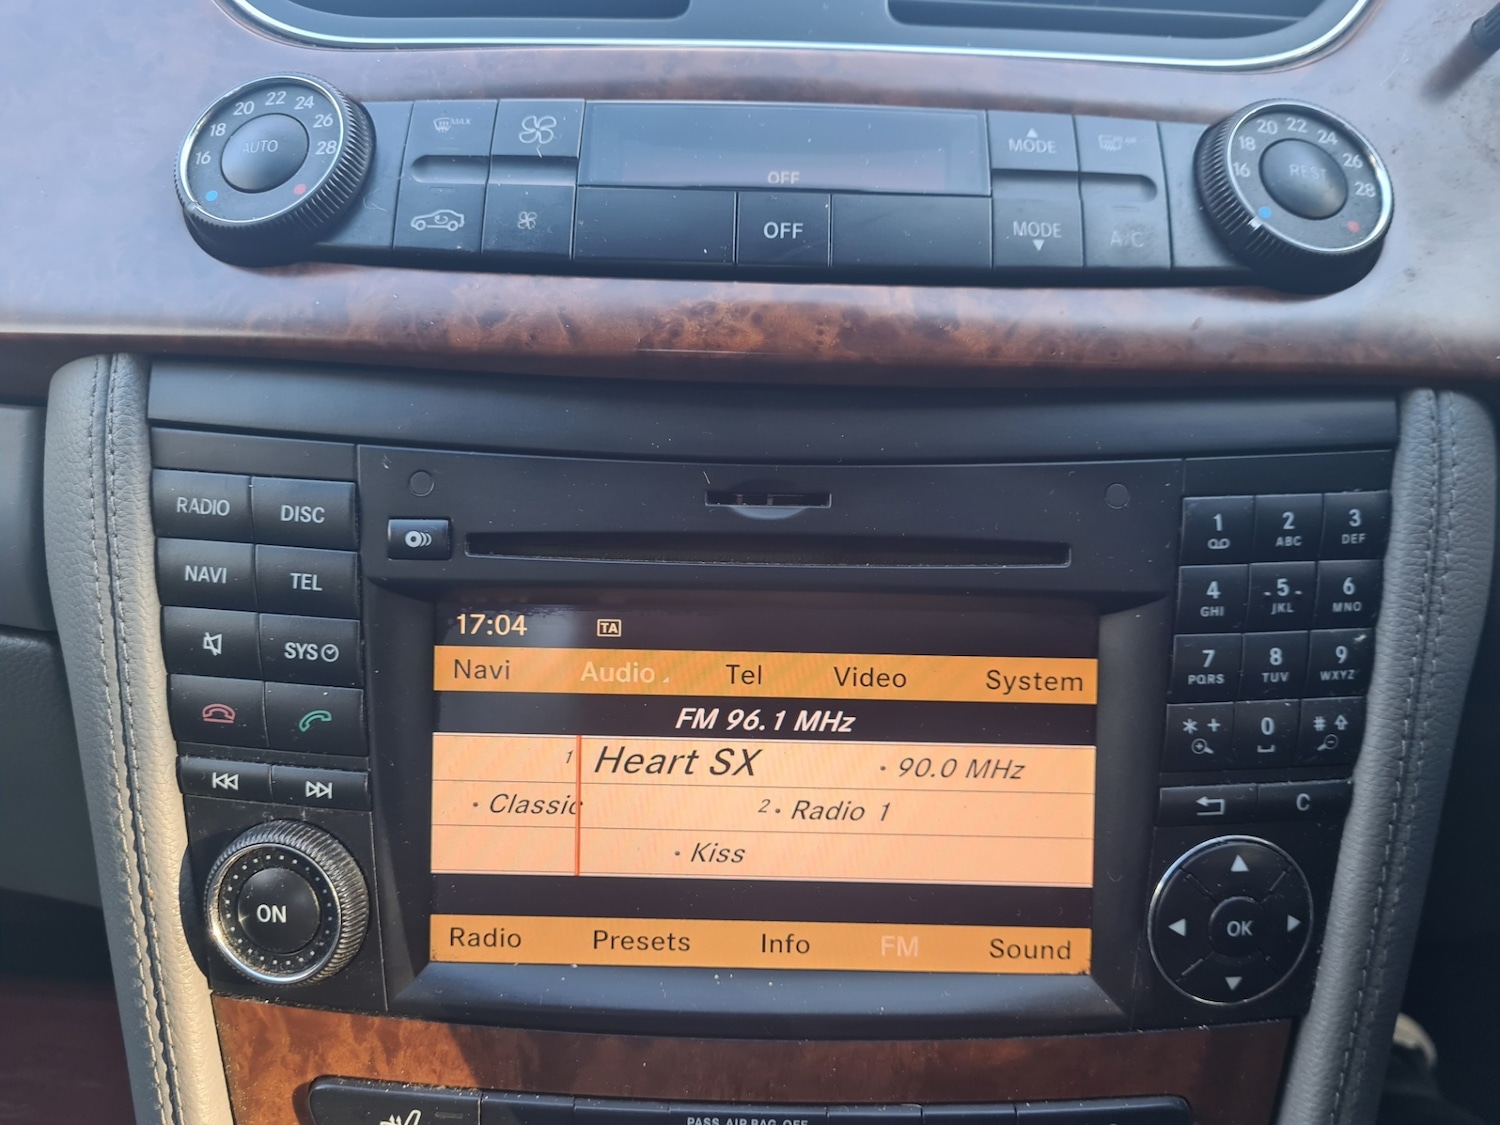 16 18 20 22 24 26 28
AUTO
MAX
OFF
OFF
MODE
MODE
A/C
16 18 20 22 24 26 28
REST
RADIO DISC
NAVI TEL
SYS
ON
17:04 TA
Navi Audio Tel Video System
FM 96.1 MHz
1 Heart SX • 90.0 MHz
• Classic 2 • Radio 1
• Kiss
Radio Presets Info FM Sound
1 2 ABC 3 DEF
4 GHI 5 JKL 6 MNO
7 PQRS 8 TUV 9 WXYZ
* + 0 #
C
OK
PASS AIR BAG OFF